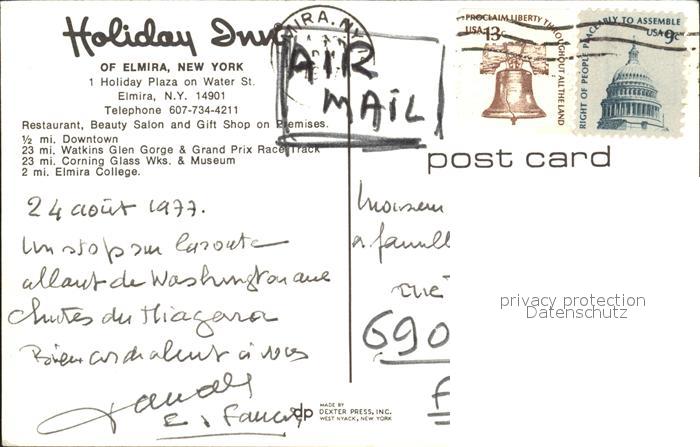 Holiday Inn
OF ELMIRA, NEW YORK
1 Holiday Plaza on Water St.
Elmira, N.Y. 14901
Telephone 607-734-4211
Restaurant, Beauty Salon and Gift Shop on Premises.
½ mi. Downtown
23 mi. Watkins Glen Gorge & Grand Prix Race Track
23 mi. Corning Glass Wks. & Museum
2 mi. Elmira College.
AIR
MAIL
PROCLAIM LIBERTY THROUGHOUT ALL THE LAND
USA 13c
RIGHT OF PEOPLE PEACEABLY TO ASSEMBLE
USA 9c
post card
24 août 1977.
Un stop sur la route
allant de Washington aux
Chutes du Niagara
Bien cordialement à vous
Monsieur
& famill
690
F
privacy protection
Datenschutz
dp
MADE BY
DEXTER PRESS, INC.
WEST NYACK, NEW YORK